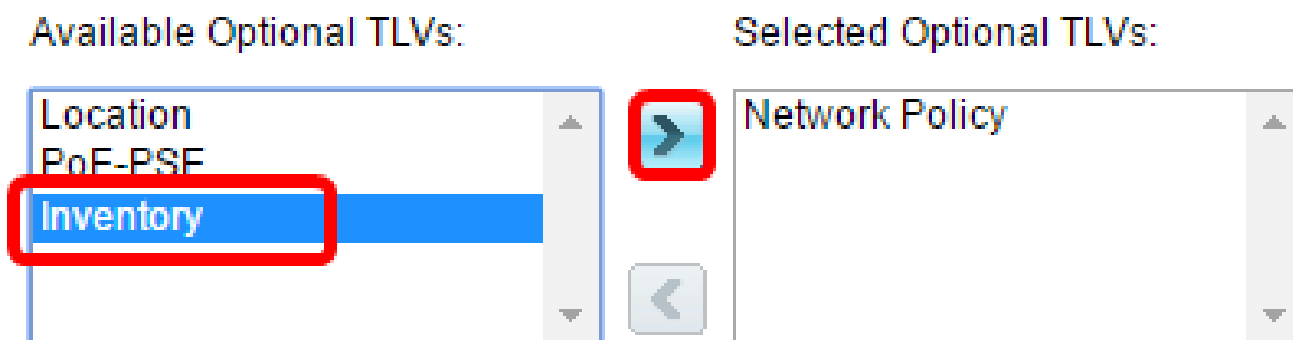 Available Optional TLVs:
Selected Optional TLVs:
Location
PoE-PSE
Inventory
Network Policy